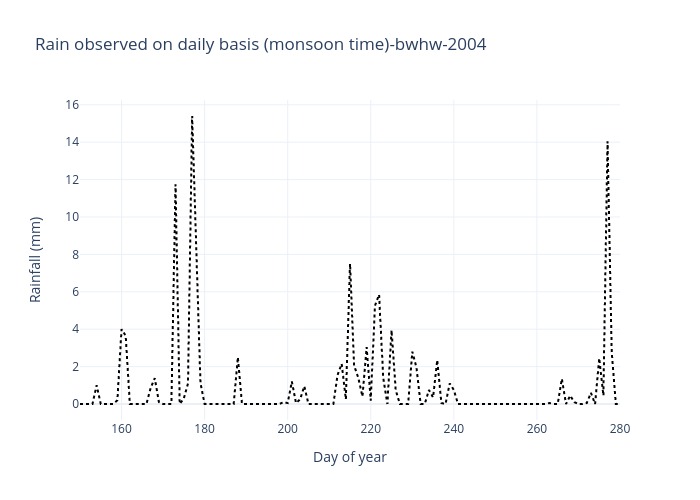 Rain observed on daily basis (monsoon time)-bwhw-2004
16
14
12
10
8
6
4
2
0
Rainfall (mm)
160 180 200 220 240 260 280
Day of year